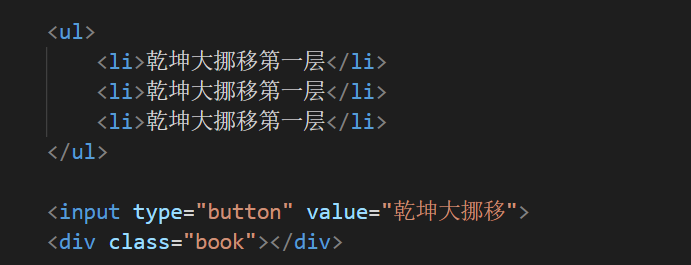 <ul>
<li>乾坤大挪移第一层</li>
<li>乾坤大挪移第一层</li>
<li>乾坤大挪移第一层</li>
</ul>
<input type="button" value="乾坤大挪移">
<div class="book"></div>